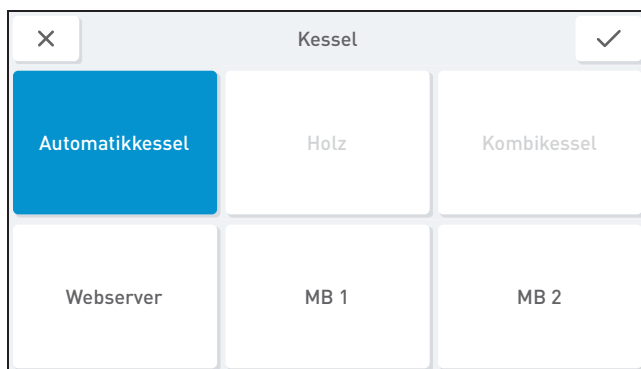 Kessel
Automatikkessel
Holz
Kombikessel
Webserver
MB 1
MB 2